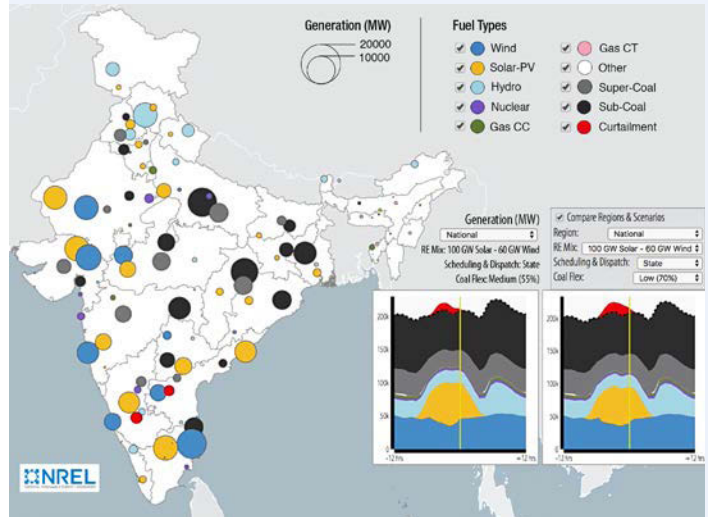 Generation (MW)
20000
10000
Fuel Types
Wind
Solar-PV
Hydro
Nuclear
Gas CC
Gas CT
Other
Super-Coal
Sub-Coal
Curtailment
Generation (MW)
National
RE Mix: 100 GW Solar - 60 GW Wind
Scheduling & Dispatch: State
Coal Flex: Medium (55%)
Compare Regions & Scenarios
Region: National
RE Mix: 100 GW Solar - 60 GW Wind
Scheduling & Dispatch: State
Coal Flex: Low (70%)
200k
150k
100k
50k
0
-12 hrs
+12 hrs
200k
150k
100k
50k
0
-12 hrs
+12 hrs
NREL